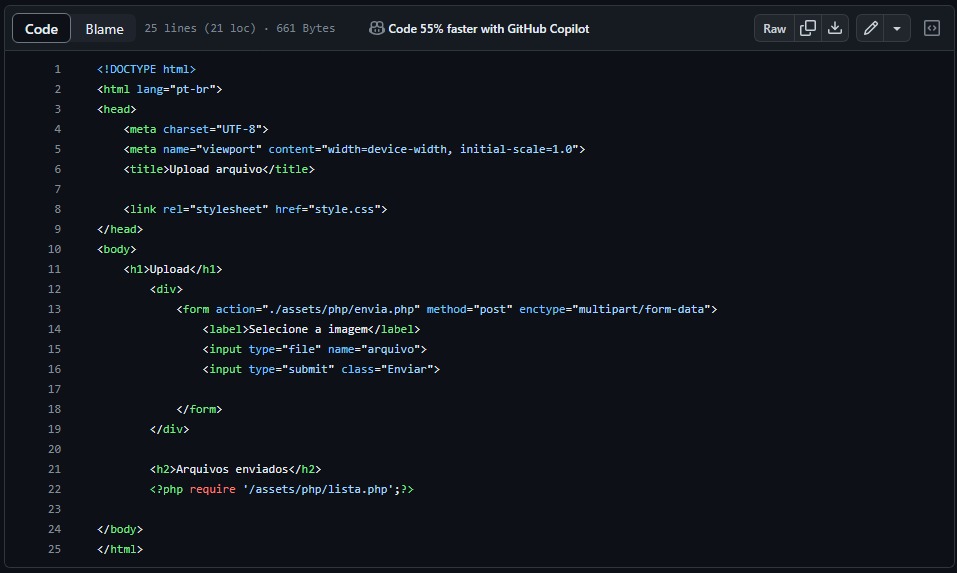 Code Blame 25 lines (21 loc) · 661 Bytes Code 55% faster with GitHub Copilot Raw
1 <!DOCTYPE html>
2 <html lang="pt-br">
3 <head>
4     <meta charset="UTF-8">
5     <meta name="viewport" content="width=device-width, initial-scale=1.0">
6     <title>Upload arquivo</title>
7
8     <link rel="stylesheet" href="style.css">
9 </head>
10 <body>
11     <h1>Upload</h1>
12         <div>
13             <form action="./assets/php/envia.php" method="post" enctype="multipart/form-data">
14                 <label>Selecione a imagem</label>
15                 <input type="file" name="arquivo">
16                 <input type="submit" class="Enviar">
17
18             </form>
19         </div>
20
21         <h2>Arquivos enviados</h2>
22         <?php require '/assets/php/lista.php';?>
23
24 </body>
25 </html>